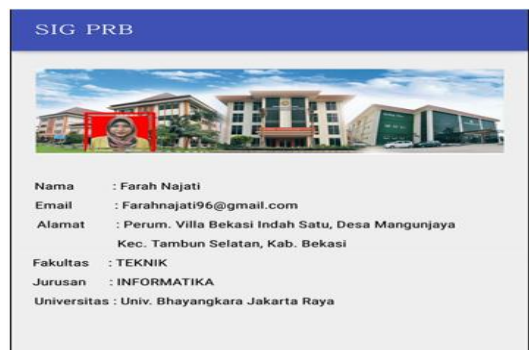 SIG PRB
Nama : Farah Najati
Email : Farahnajati96@gmail.com
Alamat : Perum. Villa Bekasi Indah Satu, Desa Mangunjaya
Kec. Tambun Selatan, Kab. Bekasi
Fakultas : TEKNIK
Jurusan : INFORMATIKA
Universitas : Univ. Bhayangkara Jakarta Raya